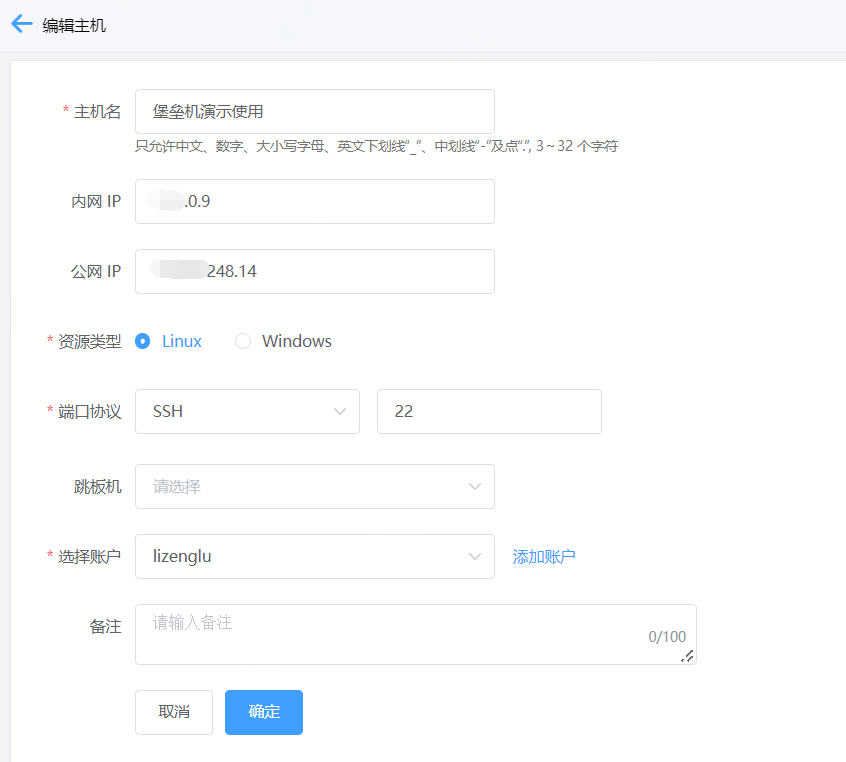 编辑主机
* 主机名 堡垒机演示使用
只允许中文、数字、大小写字母、英文下划线“_”、中划线“-”及点“.”, 3 ~ 32 个字符
内网 IP .0.9
公网 IP 248.14
* 资源类型 Linux Windows
* 端口协议 SSH 22
跳板机 请选择
* 选择账户 lizenglu 添加账户
备注 请输入备注
0/100
取消 确定